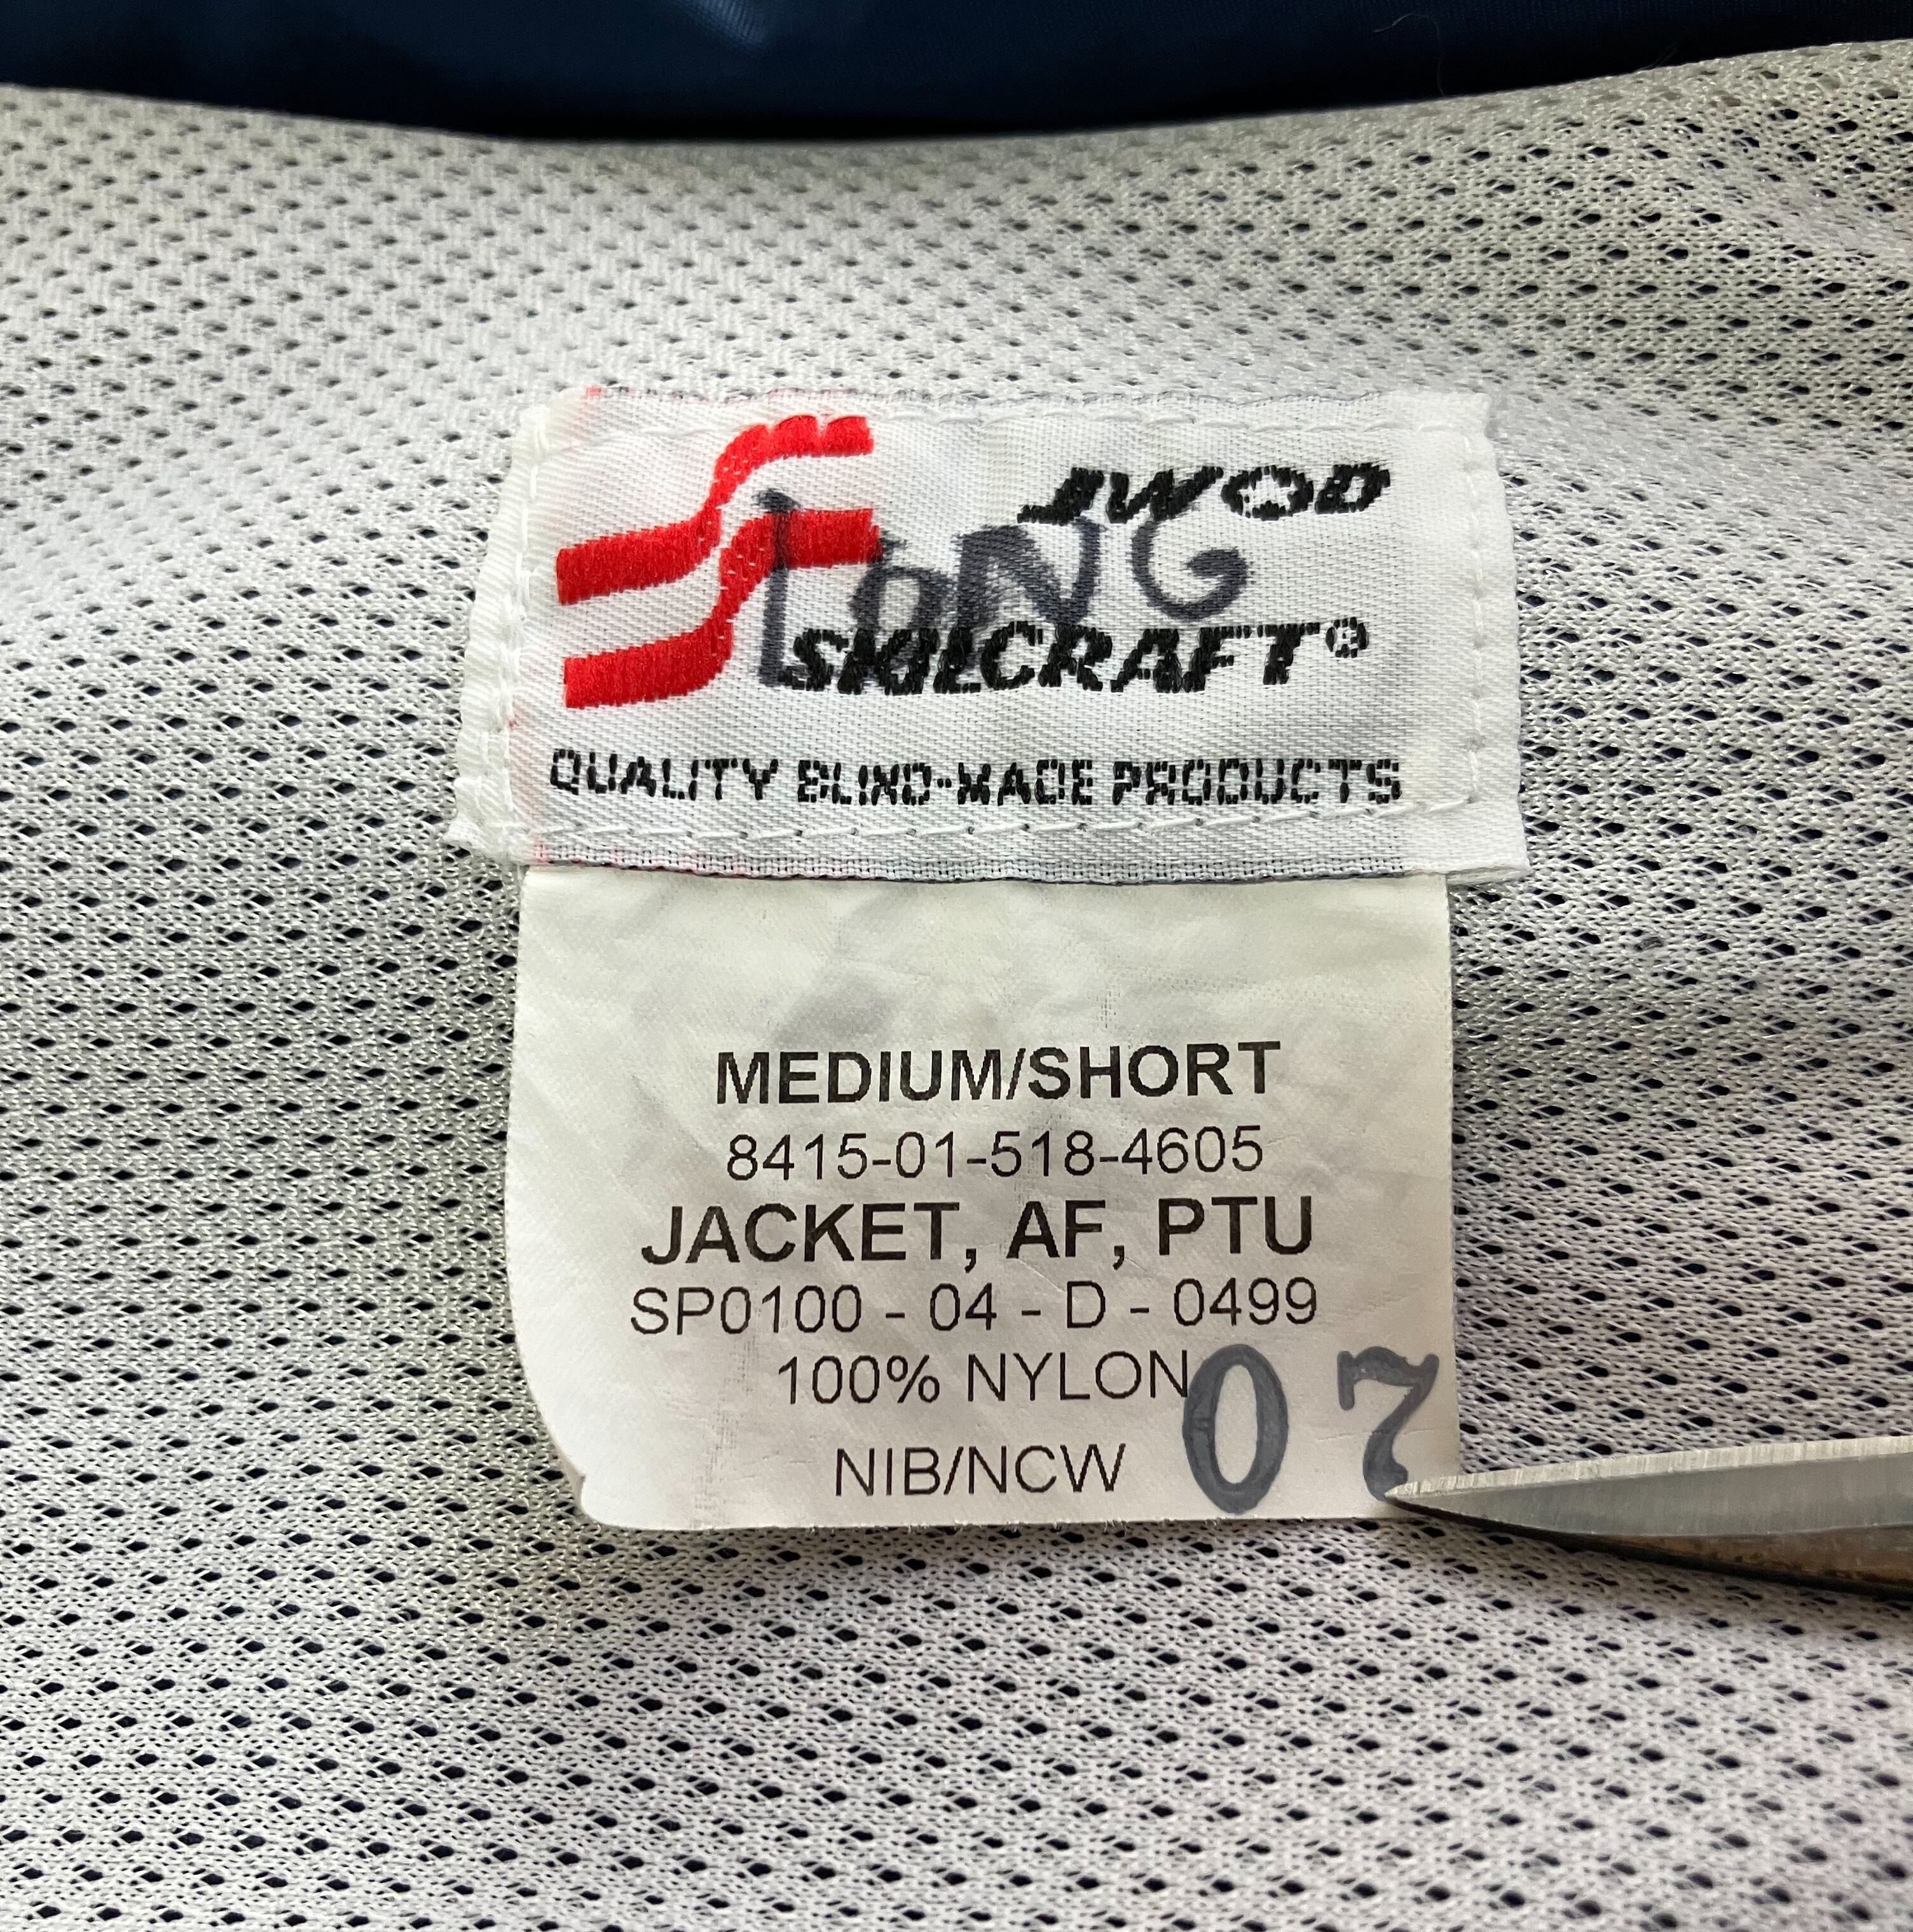 JWOD
LONG
SKILCRAFT®
QUALITY BLIND-MADE PRODUCTS
MEDIUM/SHORT
8415-01-518-4605
JACKET, AF, PTU
SP0100 - 04 - D - 0499
100% NYLON
07
NIB/NCW